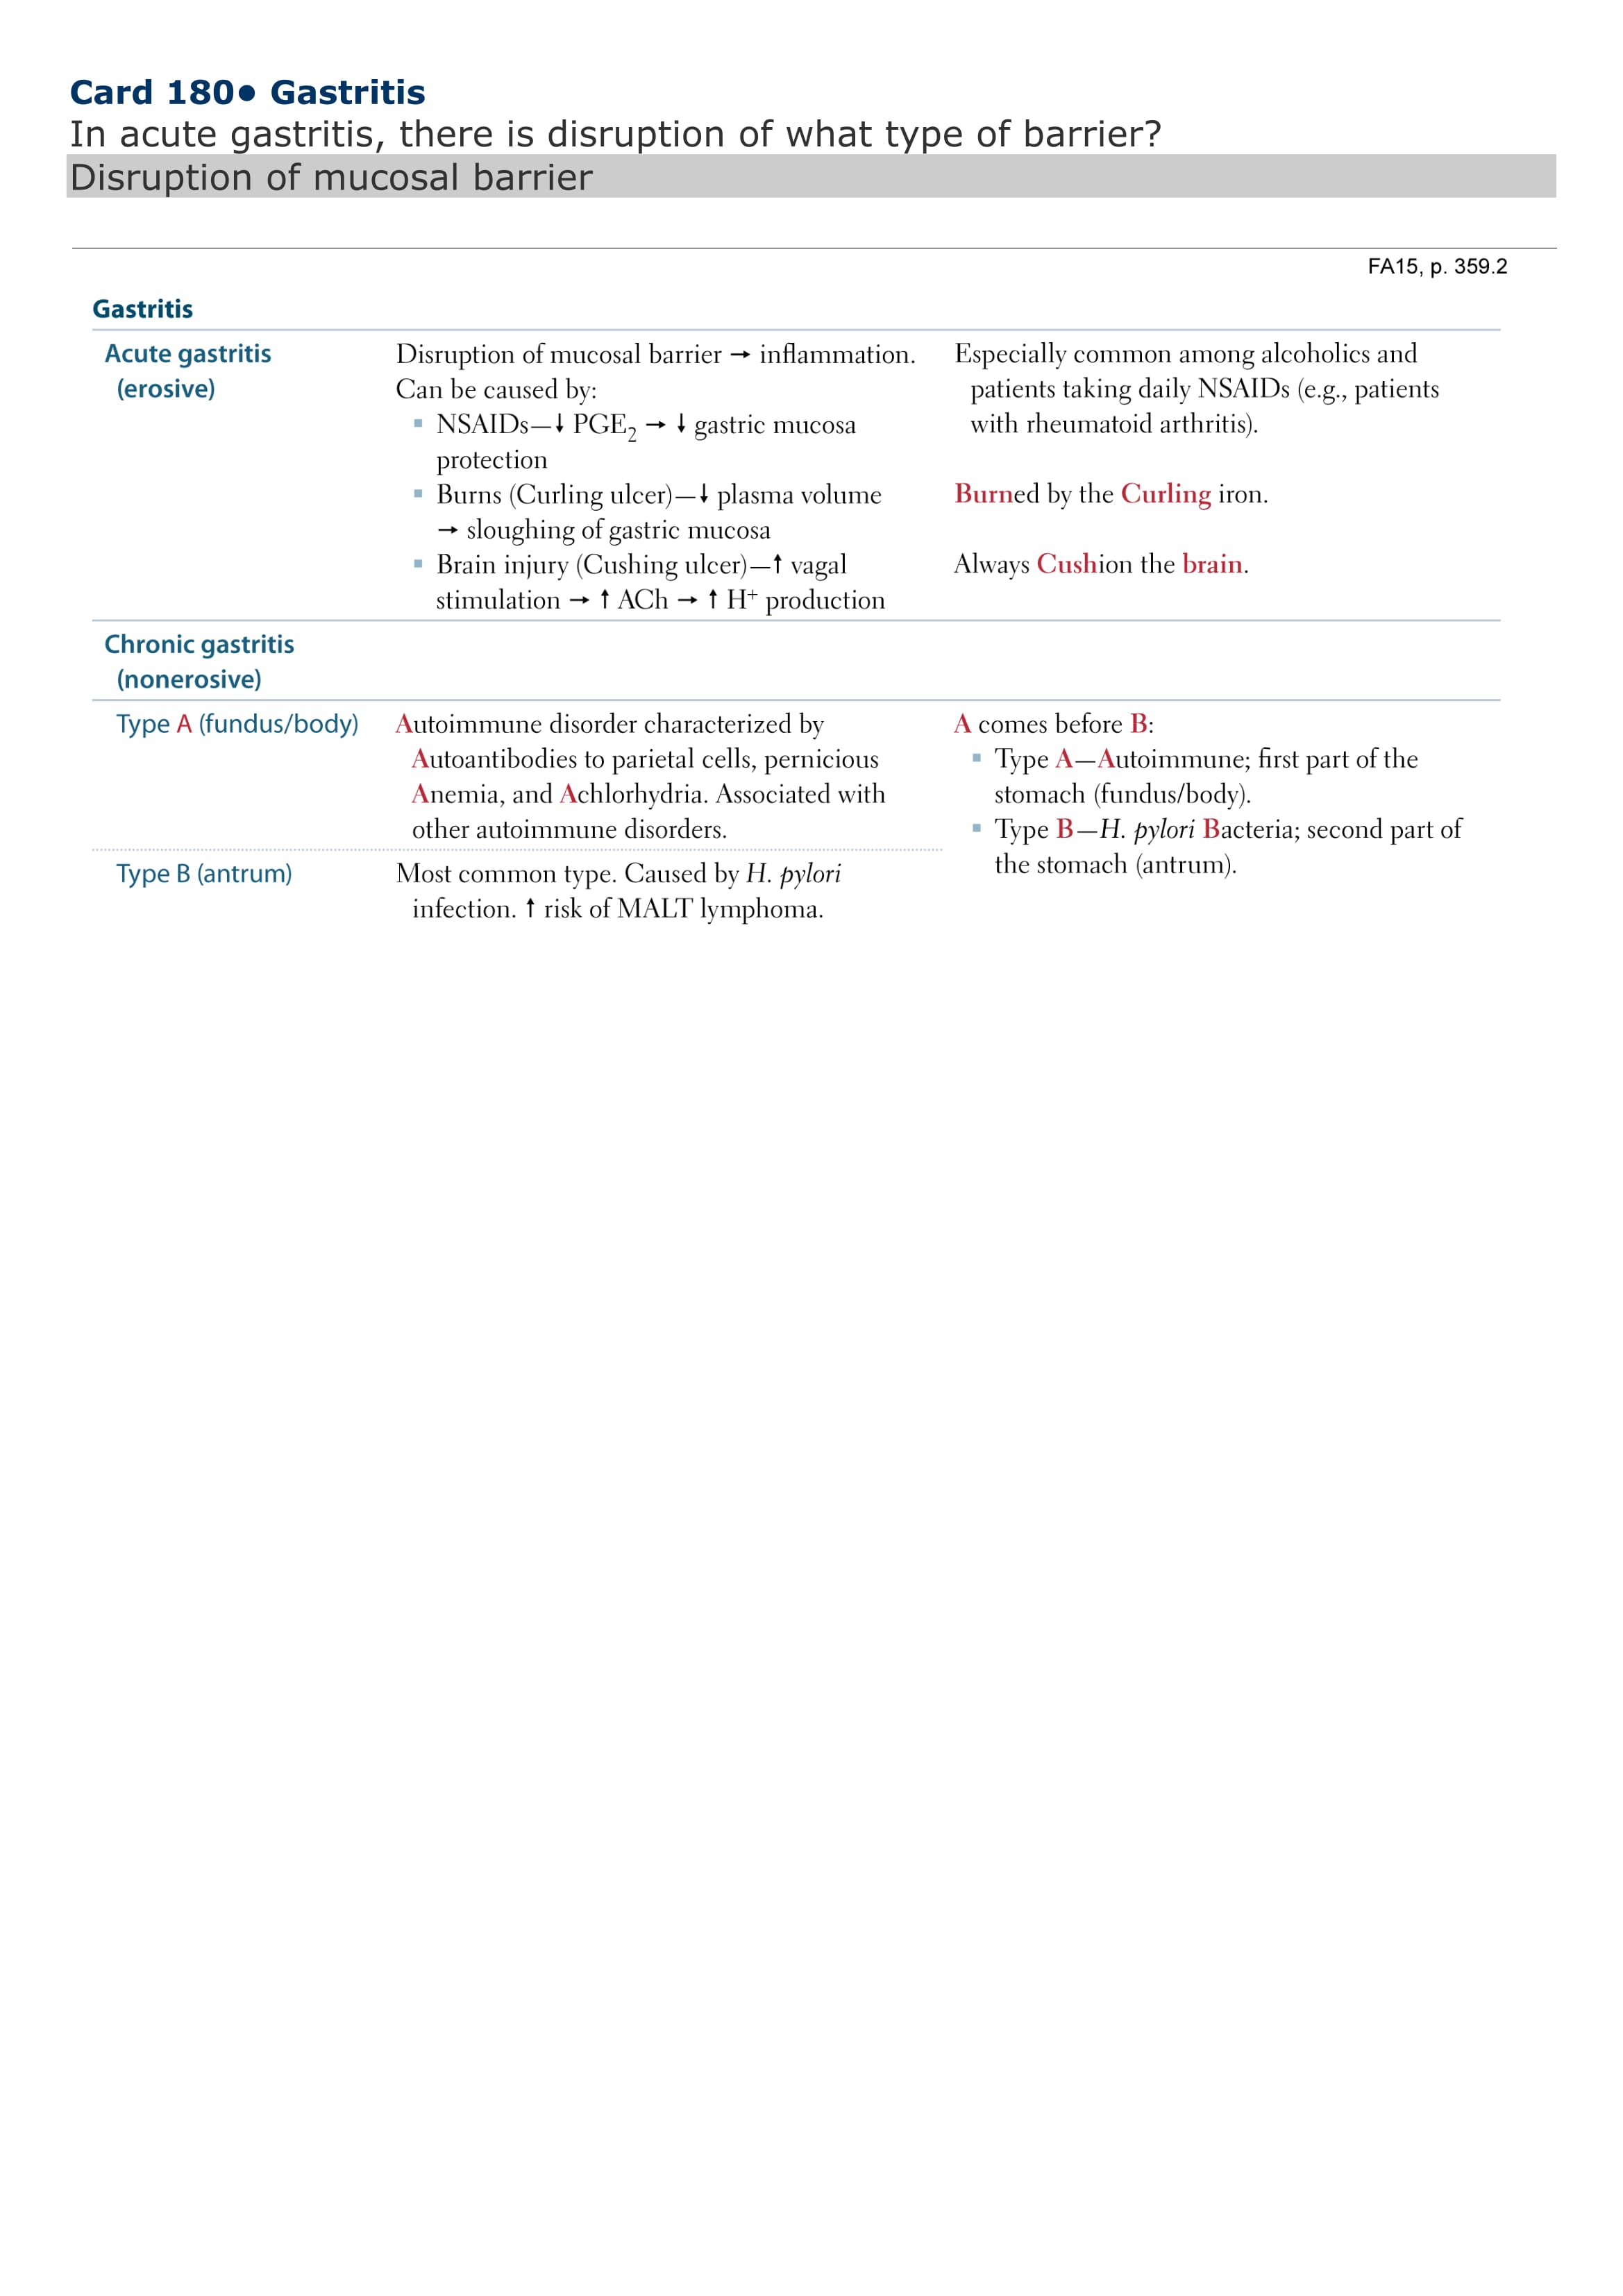 Card 180• Gastritis
In acute gastritis, there is disruption of what type of barrier?
Disruption of mucosal barrier
FA15, p. 359.2
Gastritis
Acute gastritis
(erosive)
Disruption of mucosal barrier → inflammation.
Can be caused by:
▪ NSAIDs—↓ PGE₂ → ↓ gastric mucosa
protection
▪ Burns (Curling ulcer)—↓ plasma volume
→ sloughing of gastric mucosa
▪ Brain injury (Cushing ulcer)—↑ vagal
stimulation → ↑ ACh → ↑ H⁺ production
Especially common among alcoholics and
patients taking daily NSAIDs (e.g., patients
with rheumatoid arthritis).
Burned by the Curling iron.
Always Cushion the brain.
Chronic gastritis
(nonerosive)
Type A (fundus/body)
Autoimmune disorder characterized by
Autoantibodies to parietal cells, pernicious
Anemia, and Achlorhydria. Associated with
other autoimmune disorders.
A comes before B:
▪ Type A—Autoimmune; first part of the
stomach (fundus/body).
▪ Type B—H. pylori Bacteria; second part of
the stomach (antrum).
Type B (antrum)
Most common type. Caused by H. pylori
infection. ↑ risk of MALT lymphoma.